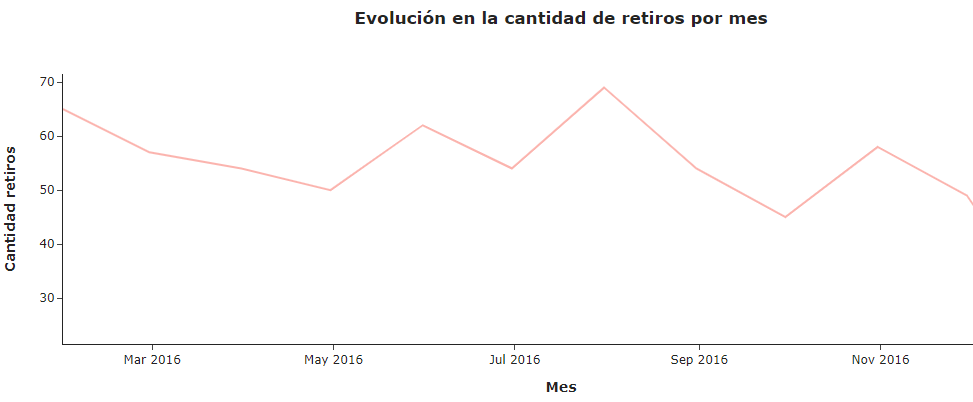 Evolución en la cantidad de retiros por mes
70
60
50
40
30
Cantidad retiros
Mar 2016
May 2016
Jul 2016
Sep 2016
Nov 2016
Mes